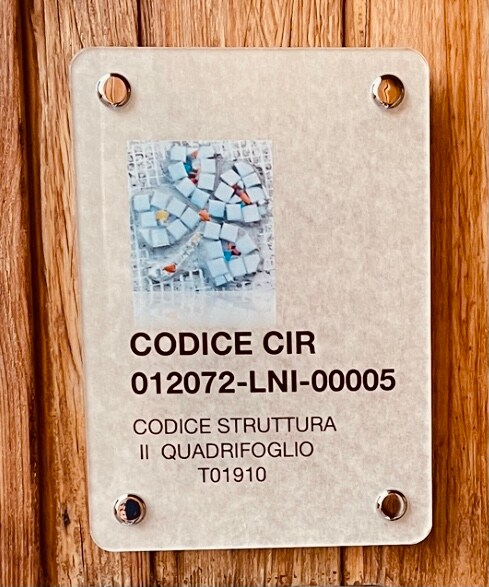 CODICE CIR
012072-LNI-00005
CODICE STRUTTURA
Il QUADRIFOGLIO
T01910